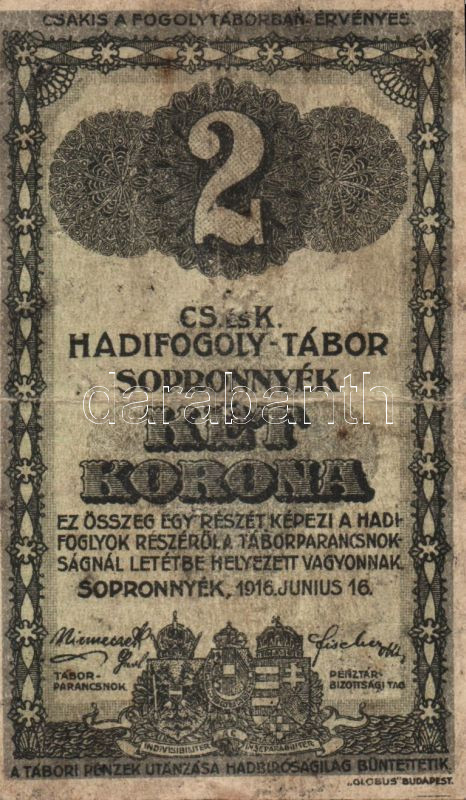 CSAKIS A FOGOLYTÁBORBAN ÉRVÉNYES
2
CS. ÉS K.
HADIFOGOLY-TÁBOR
SOPRONNYÉK
darabanth
KÉT
KORONA
EZ ÖSSZEG EGY RÉSZÉT KÉPEZI A HADI-
FOGLYOK RÉSZÉRŐL A TÁBORPARANCSNOK-
SÁGNÁL LETÉTBE HELYEZETT VAGYONNAK.
SOPRONNYÉK, 1916. JUNIUS 16.
TÁBOR-
PARANCSNOK
PÉNZTÁR-
BIZOTTSÁGI TAG
INDIVISIBILITER AC INSEPARABILITER
A TÁBORI PÉNZEK UTÁNZÁSA HADBIRÓSÁGILAG BÜNTETTETIK.
„GLOBUS" BUDAPEST.